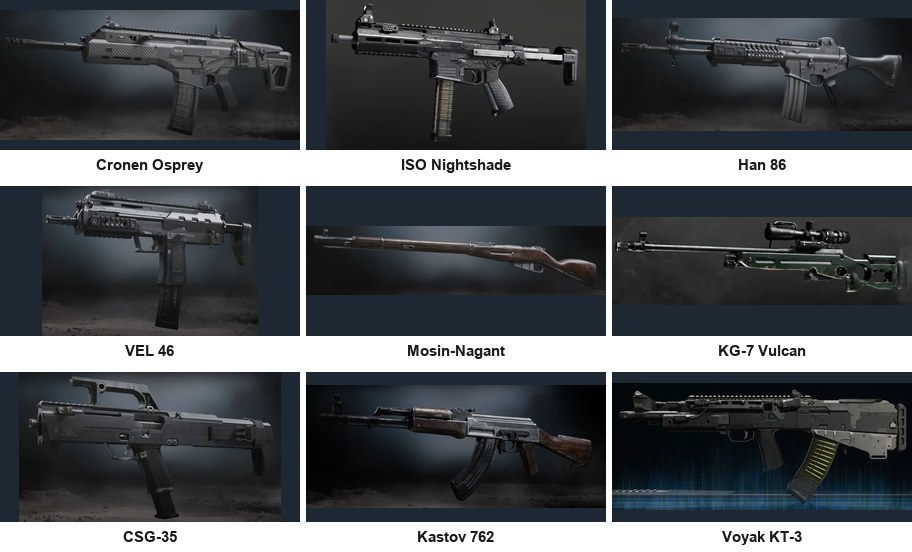 Cronen Osprey
ISO Nightshade
Han 86
VEL 46
Mosin-Nagant
KG-7 Vulcan
CSG-35
Kastov 762
Voyak KT-3